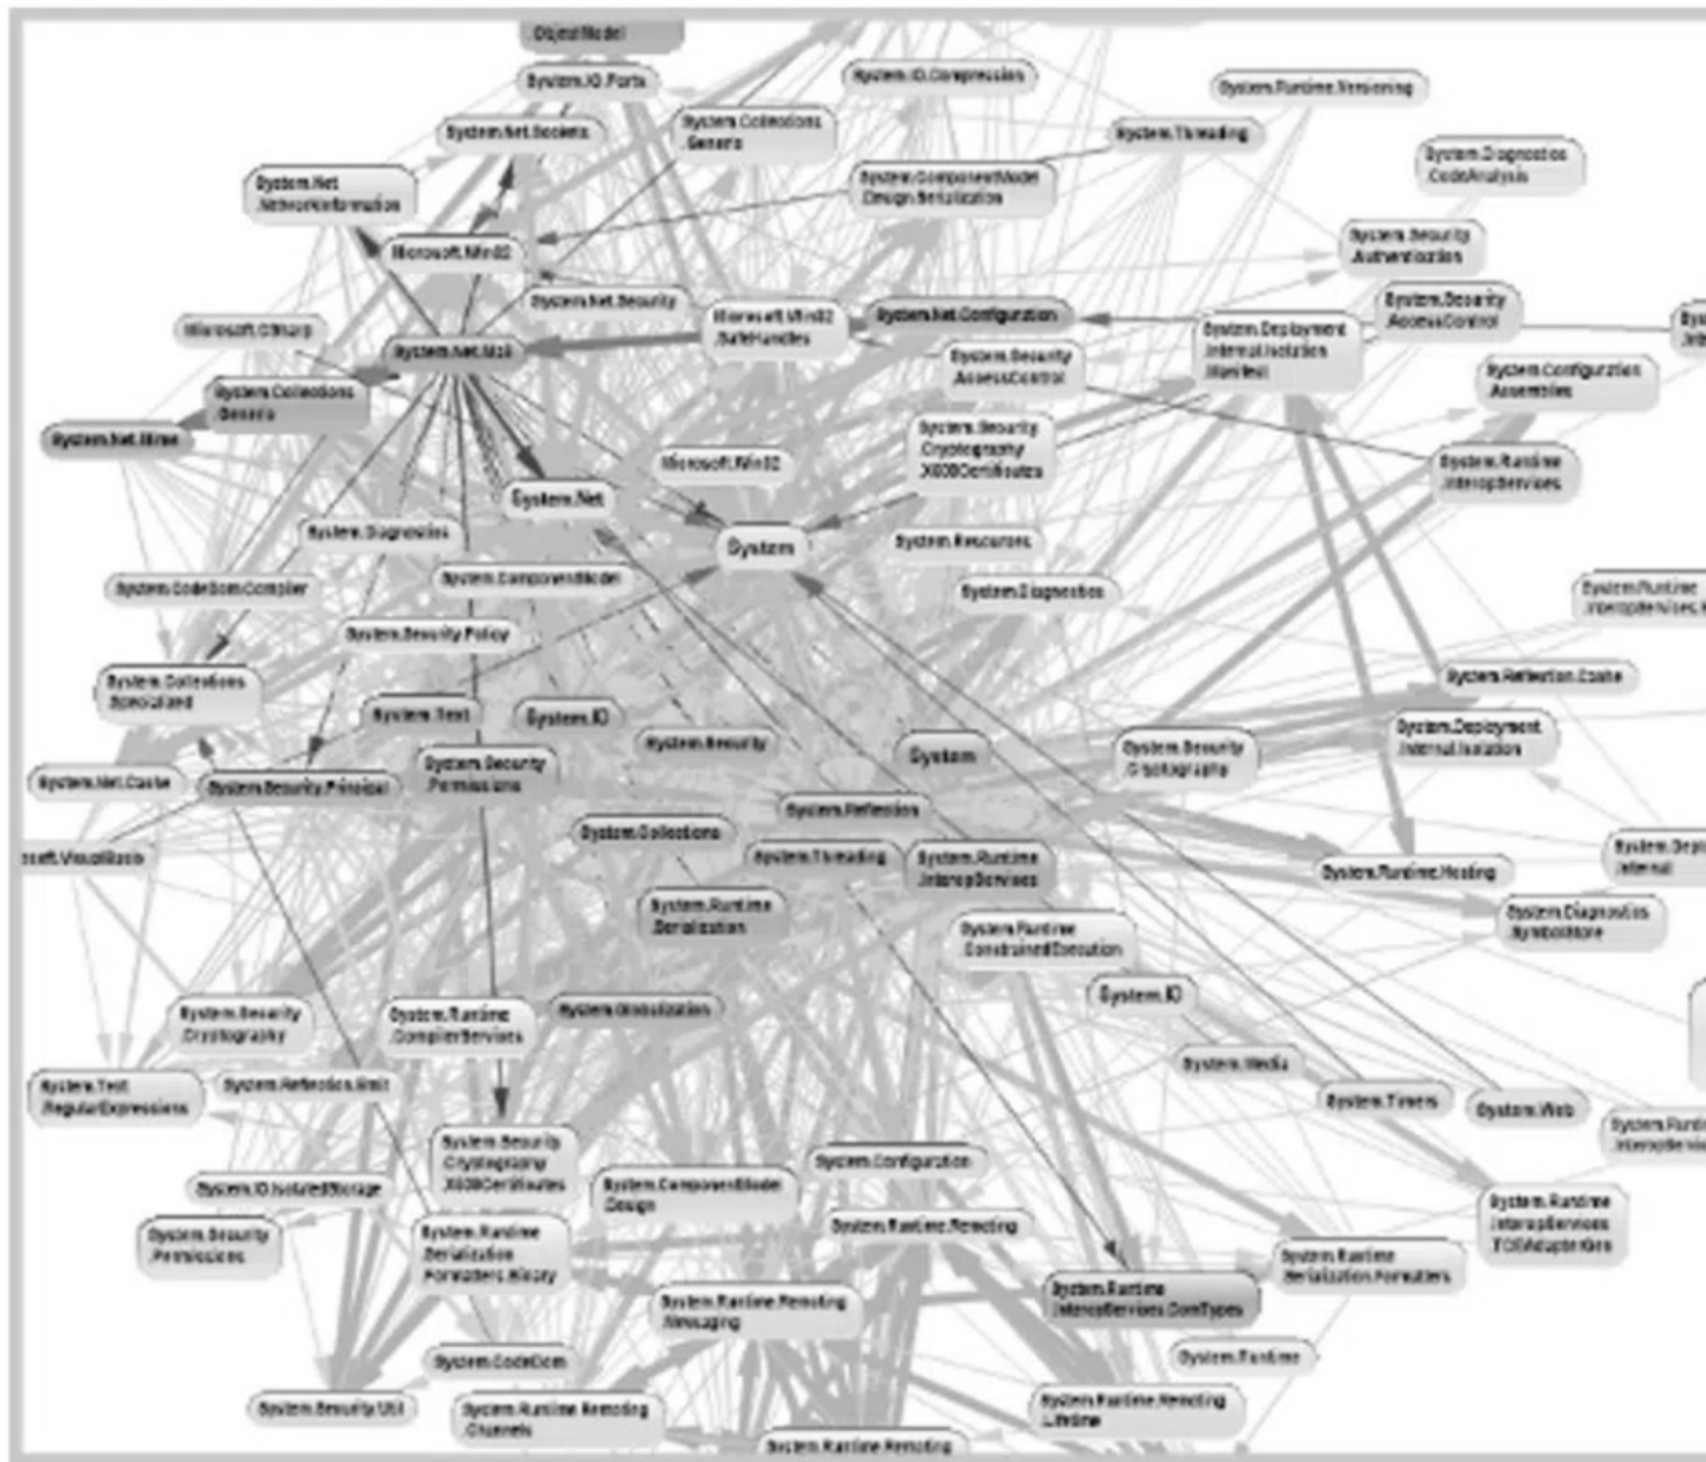 ObjectModel
System.IO.Ports
System.IO.Compression
System.Runtime.Versioning
System.Net.Sockets
System.Collections
.Generic
System.Threading
System.Diagnostics
.CodeAnalysis
System.Net
.NetworkInformation
System.ComponentModel
.Design.Serialization
Microsoft.Win32
System.Security
.Authentication
System.Net.Security
Microsoft.Win32
.SafeHandles
System.Net.Configuration
System.Security
.AccessControl
Microsoft.CSharp
System.Net.Mail
System.Deployment
.Internal.Isolation
.Manifest
System.Security
.AccessControl
System.Configuration
.Assemblies
System.Collections
.Generic
System.Net.Mime
System.Security
.Cryptography
.X509Certificates
Microsoft.Win32
System.Runtime
.InteropServices
System.Net
System.Diagnostics
System
System.Resources
System.CodeDom.Compiler
System.ComponentModel
System.Diagnostics
System.Runtime
System.Security.Policy
System.Collections
.Specialized
System.Reflection.Cache
System.Text
System.IO
System.Security
System
System.Security
.Cryptography
System.Deployment
.Internal.Isolation
System.Net.Cache
System.Security.Principal
System.Security
.Permissions
System.Reflection
System.Collections
System.Threading
System.Runtime
.InteropServices
System.Runtime.Hosting
.Internal
System.Runtime
.Serialization
System.Diagnostics
.SymbolStore
System.Runtime
.ConstrainedExecution
System.IO
System.Security
.Cryptography
System.Runtime
.CompilerServices
System.Globalization
System.Media
System.Text
.RegularExpressions
System.Reflection.Emit
System.Timers
System.Web
System.Security
.Cryptography
.X509Certificates
System.Configuration
System.IO.IsolatedStorage
System.ComponentModel
.Design
System.Security
.Permissions
System.Runtime
.Serialization
.Formatters.Binary
System.Runtime.Remoting
System.Runtime
.InteropServices
.TCEAdapterGen
System.Runtime
.Serialization.Formatters
System.Runtime.Remoting
.Messaging
System.Runtime
.InteropServices.ComTypes
System.CodeDom
System.Runtime
System.Security.Util
System.Runtime.Remoting
.Channels
System.Runtime.Remoting
.Lifetime
System.Runtime.Remoting